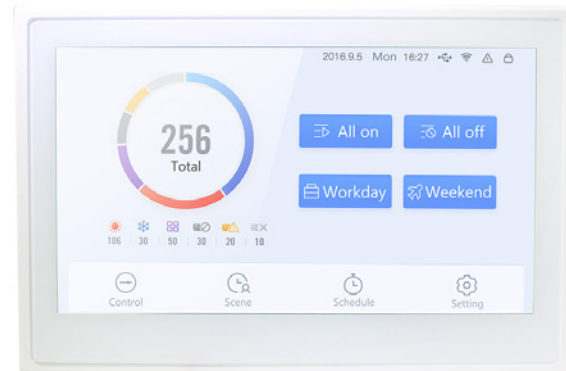 2016.9.5 Mon 16:27
256
Total
All on
All off
Workday
Weekend
106 30 50 30 20 10
Control
Scene
Schedule
Setting